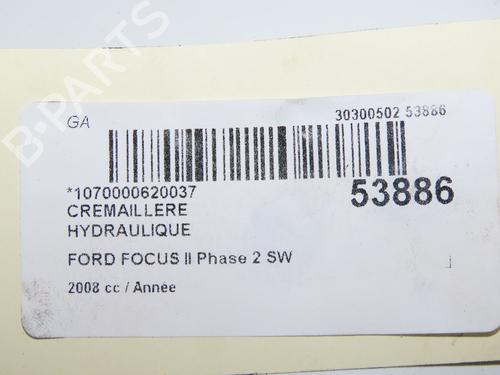 GA
30300502 53886
*1070000620037
53886
CREMAILLERE
HYDRAULIQUE
FORD FOCUS II Phase 2 SW
2008 cc / Année
B-PARTS